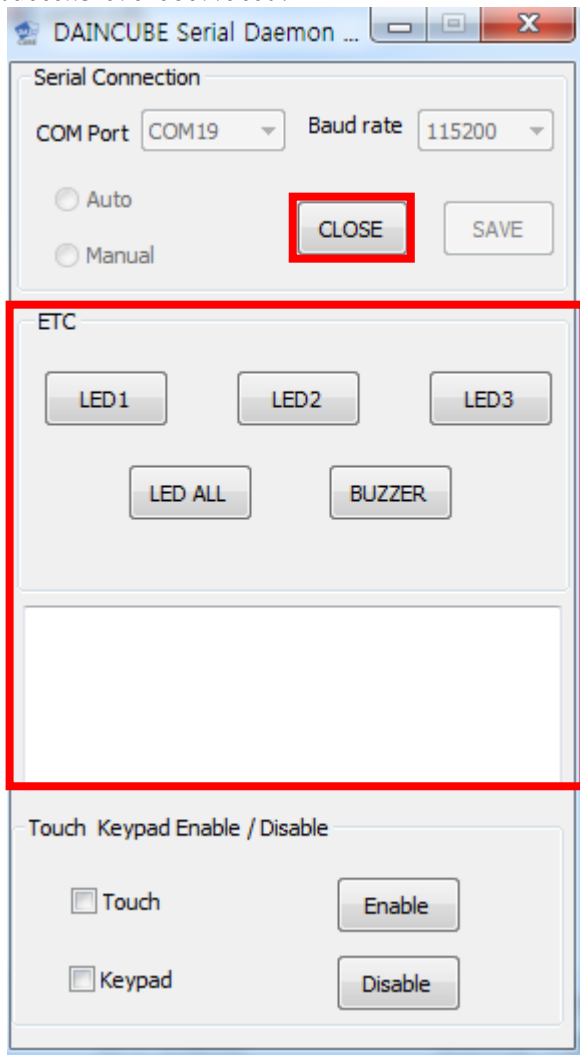 DAINCUBE Serial Daemon ...
Serial Connection
COM Port COM19 Baud rate 115200
Auto
CLOSE SAVE
Manual
ETC
LED1 LED2 LED3
LED ALL BUZZER
Touch Keypad Enable / Disable
Touch Enable
Keypad Disable